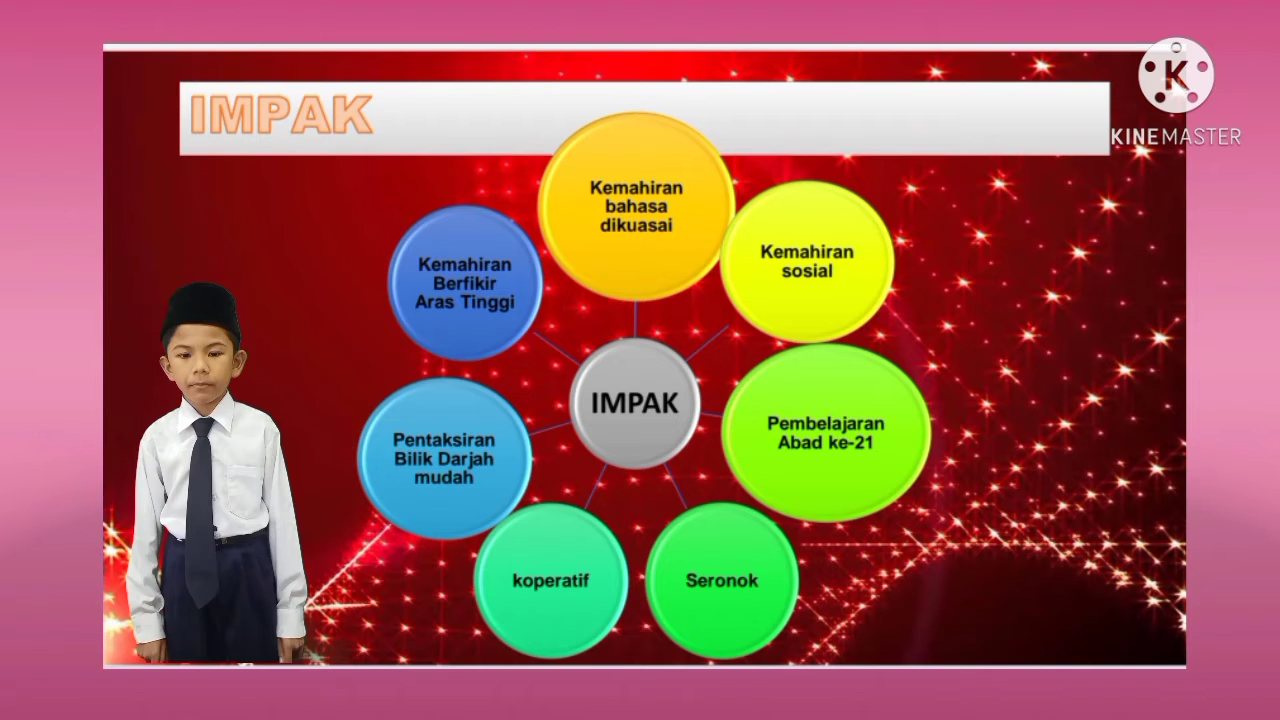 IMPAK
KINEMASTER
Kemahiran
bahasa
dikuasai
Kemahiran
sosial
Pembelajaran
Abad ke-21
Seronok
koperatif
Pentaksiran
Bilik Darjah
mudah
Kemahiran
Berfikir
Aras Tinggi
IMPAK